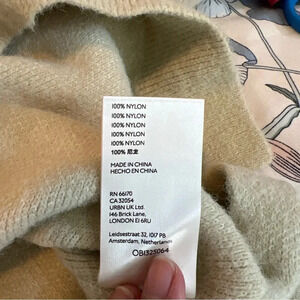 100% NYLON
100% NYLON
100% NYLON
100% NYLON
100% NYLON
100% 尼龙
MADE IN CHINA
HECHO EN CHINA
RN 66170
CA 32054
URBN UK Ltd.
146 Brick Lane,
LONDON E1 6RU
Leidsestraat 32, 1017 PB
Amsterdam, Netherlands
OB1325064